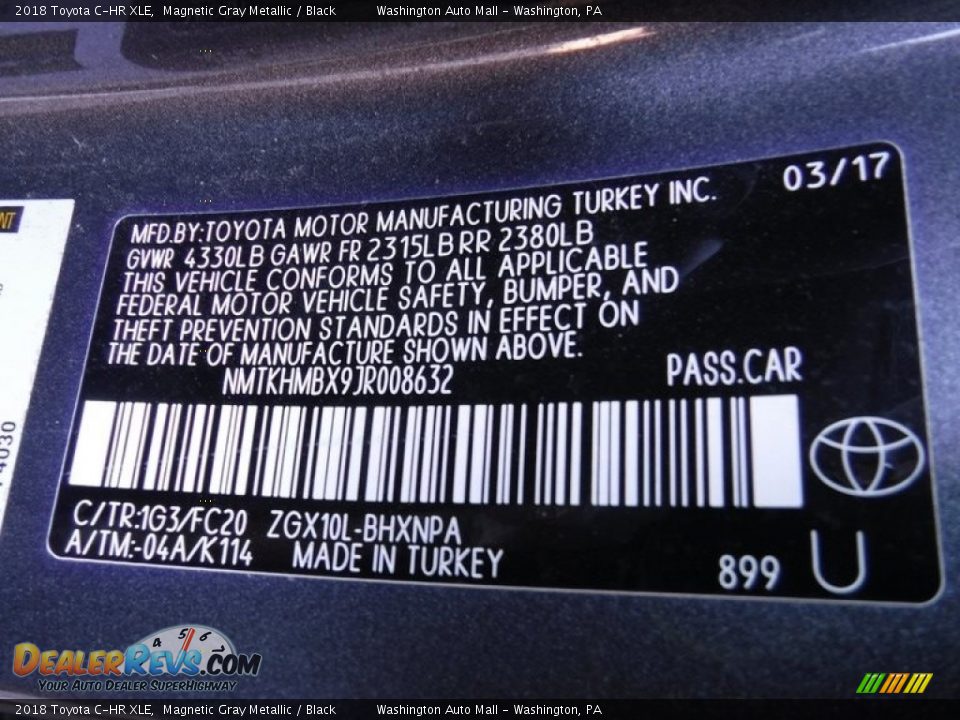 2018 Toyota C-HR XLE, Magnetic Gray Metallic / Black Washington Auto Mall - Washington, PA
03/17
MFD.BY:TOYOTA MOTOR MANUFACTURING TURKEY INC.
GVWR 4330LB GAWR FR 2315LB RR 2380LB
THIS VEHICLE CONFORMS TO ALL APPLICABLE
FEDERAL MOTOR VEHICLE SAFETY, BUMPER, AND
THEFT PREVENTION STANDARDS IN EFFECT ON
THE DATE OF MANUFACTURE SHOWN ABOVE.
NMTKHMBX9JR008632 PASS.CAR
C/TR:1G3/FC20 ZGX10L-BHXNPA
A/TM:-04A/K114 MADE IN TURKEY
899 U
4 5 6
DEALERREVS.COM
YOUR AUTO DEALER SUPERHIGHWAY
2018 Toyota C-HR XLE, Magnetic Gray Metallic / Black Washington Auto Mall - Washington, PA